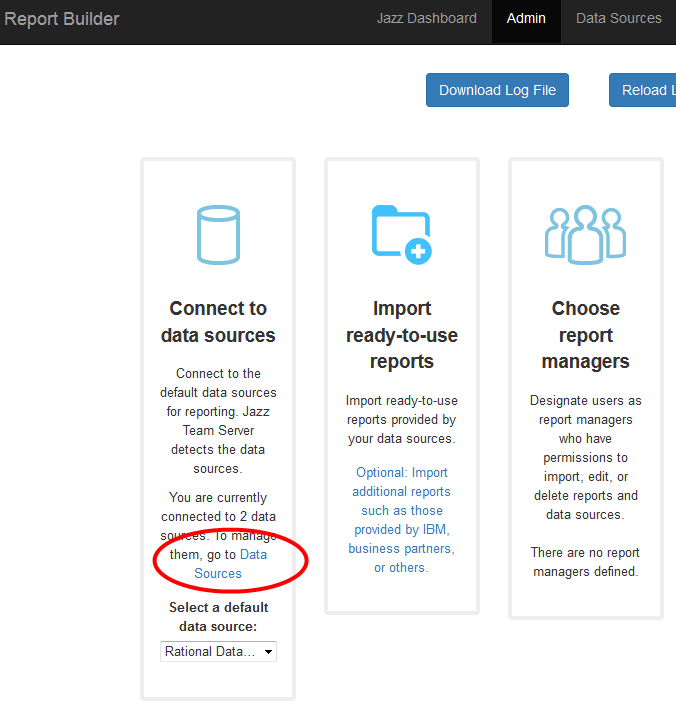 Report Builder
Jazz Dashboard
Admin
Data Sources
Download Log File
Reload L
Connect to
data sources
Connect to the
default data sources
for reporting. Jazz
Team Server
detects the data
sources.
You are currently
connected to 2 data
sources. To manage
them, go to Data
Sources
Select a default
data source:
Rational Data...
Import
ready-to-use
reports
Import ready-to-use
reports provided by
your data sources.
Optional: Import
additional reports
such as those
provided by IBM,
business partners,
or others.
Choose
report
managers
Designate users as
report managers
who have
permissions to
import, edit, or
delete reports and
data sources.
There are no report
managers defined.